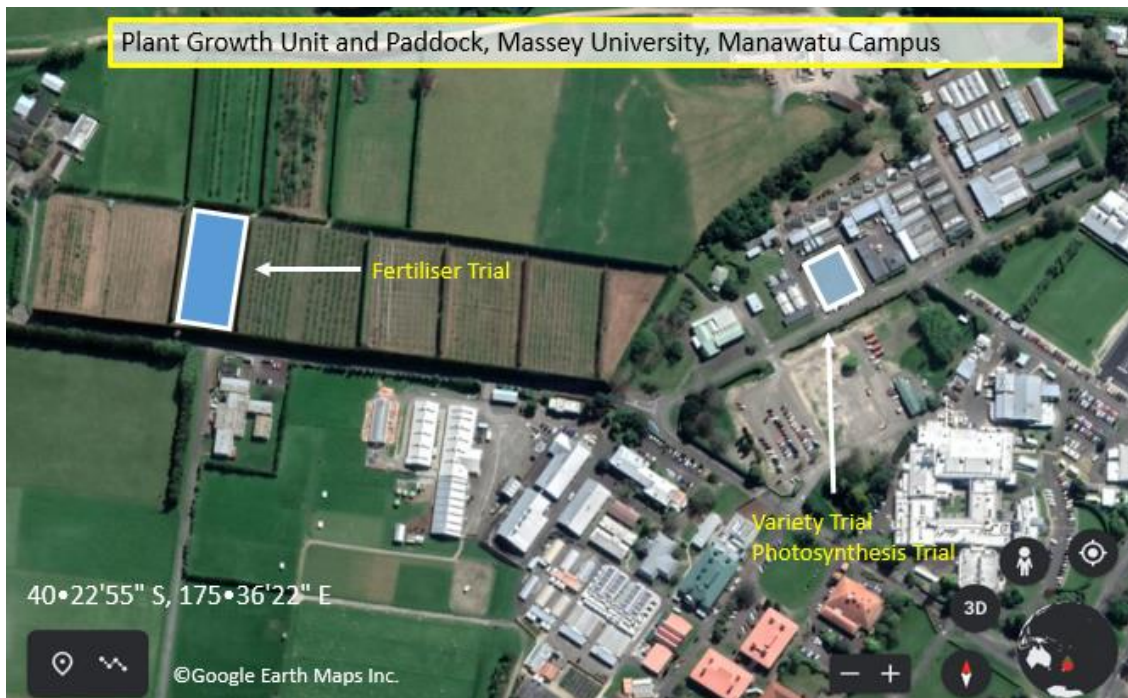 Plant Growth Unit and Paddock, Massey University, Manawatu Campus
Fertiliser Trial
Variety Trial
Photosynthesis Trial
40•22'55" S, 175•36'22" E
3D
©Google Earth Maps Inc.